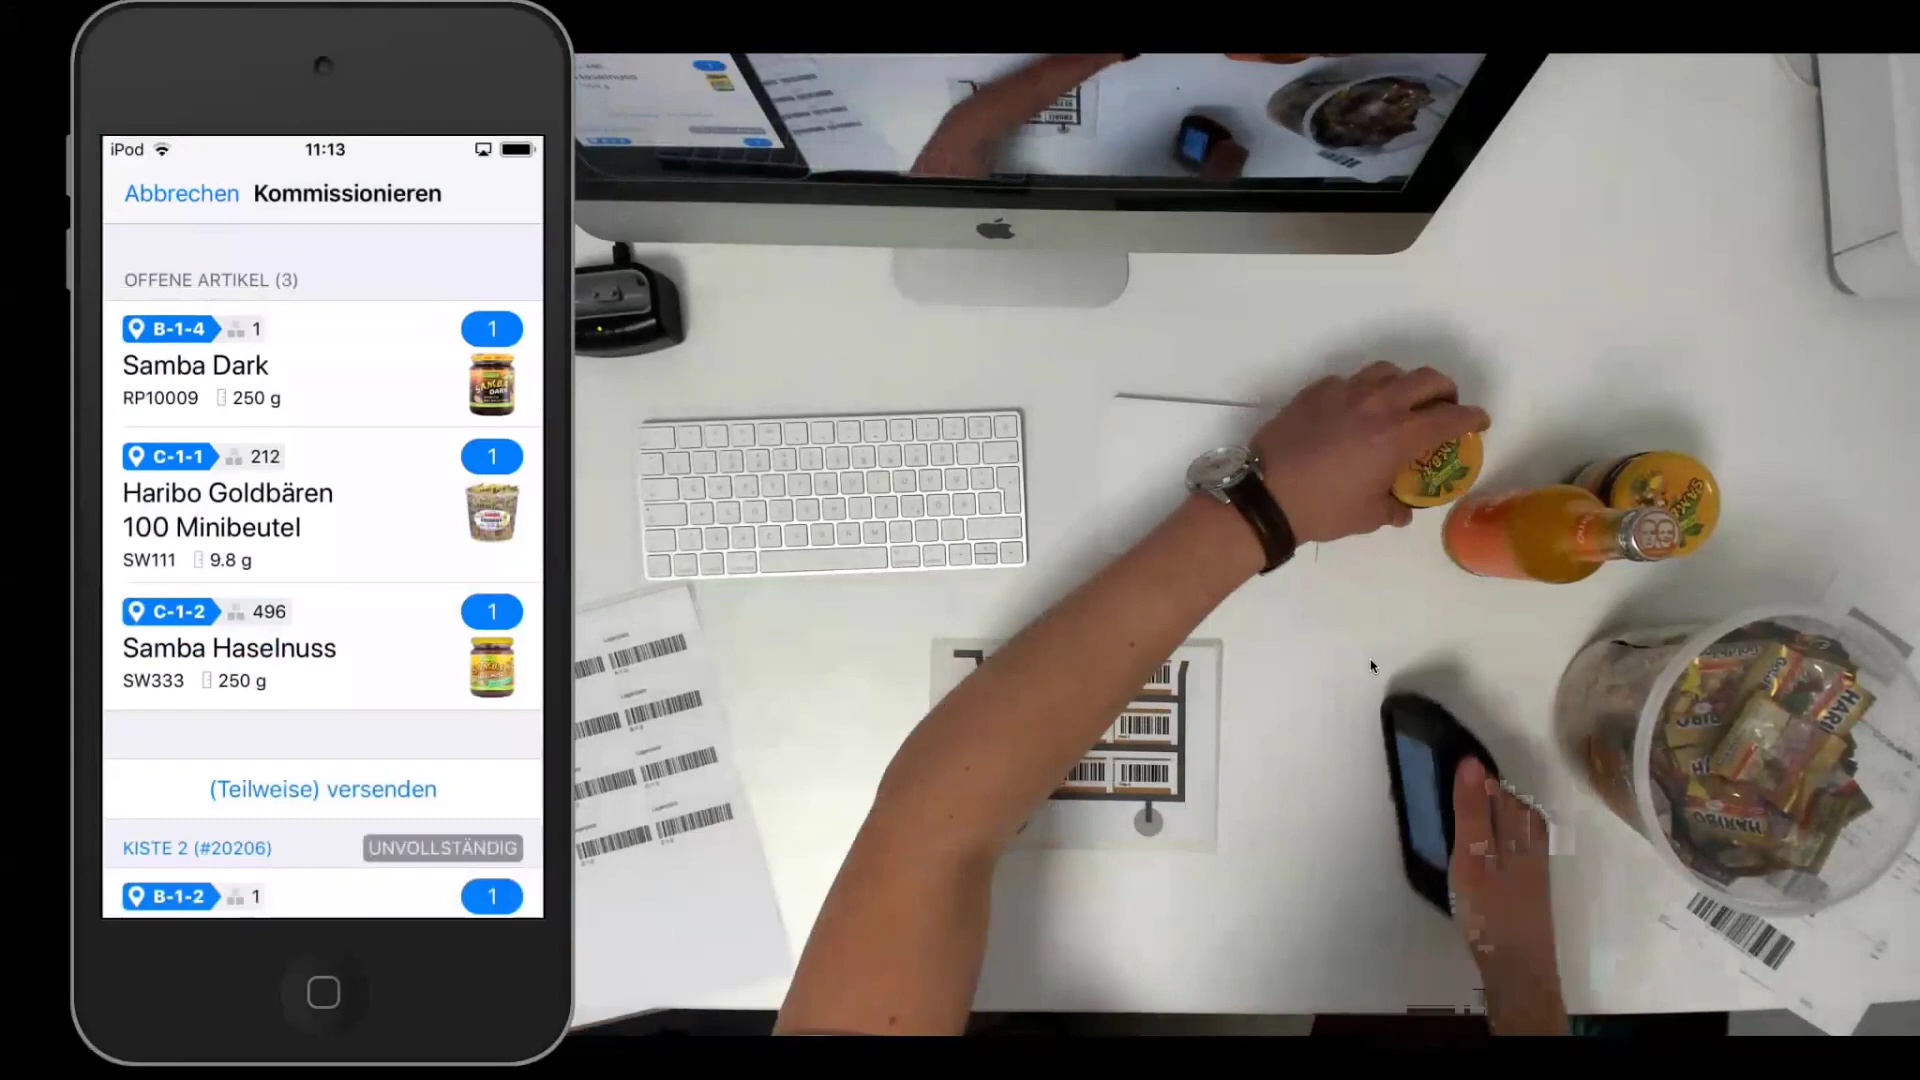 iPod
11:13
Abbrechen
Kommissionieren
OFFENE ARTIKEL (3)
B-1-4
1
1
Samba Dark
RP10009
250 g
C-1-1
212
1
Haribo Goldbären
100 Minibeutel
SW111
9.8 g
C-1-2
496
1
Samba Haselnuss
SW333
250 g
(Teilweise) versenden
KISTE 2 (#20206)
UNVOLLSTÄNDIG
B-1-2
1
1